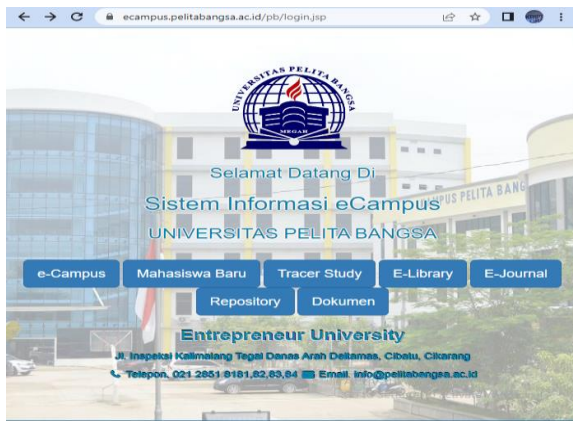 ecampus.pelitabangsa.ac.id/pb/login.jsp
UNIVERSITAS PELITA BANGSA
MEGAH
Selamat Datang Di
Sistem Informasi eCampus
UNIVERSITAS PELITA BANGSA
PUS PELITA BANG
e-Campus Mahasiswa Baru Tracer Study E-Library E-Journal
Repository Dokumen
Entrepreneur University
Jl. Inspeksi Kalimalang Tegal Danas Arah Deltamas, Cibatu, Cikarang
Telepon. 021 2851 8181,82,83,84 Email. info@pelitabangsa.ac.id